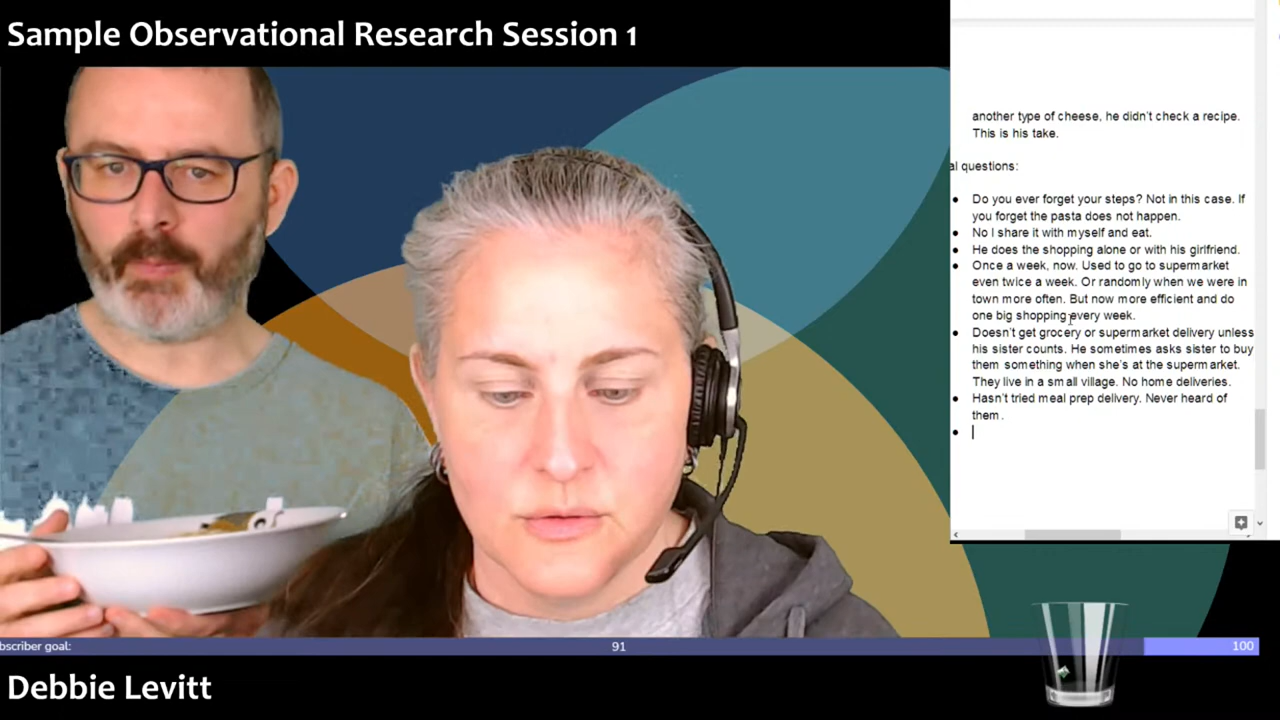 Sample Observational Research Session 1
another type of cheese, he didn't check a recipe.
This is his take.
al questions:
Do you ever forget your steps? Not in this case. If
you forget the pasta does not happen.
No I share it with myself and eat.
He does the shopping alone or with his girlfriend.
Once a week, now. Used to go to supermarket
even twice a week. Or randomly when we were in
town more often. But now more efficient and do
one big shopping every week.
Doesn't get grocery or supermarket delivery unless
his sister counts. He sometimes asks sister to buy
them something when she's at the supermarket.
They live in a small village. No home deliveries.
Hasn't tried meal prep delivery. Never heard of
them.
bscriber goal:
91
100
Debbie Levitt